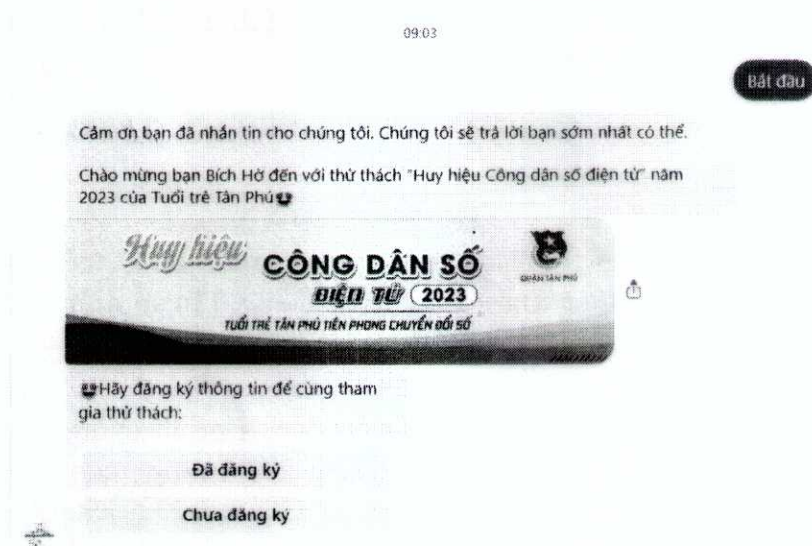 09:03
Bắt đầu
Cảm ơn bạn đã nhắn tin cho chúng tôi. Chúng tôi sẽ trả lời bạn sớm nhất có thể.
Chào mừng bạn Bích Hờ đến với thử thách "Huy hiệu Công dân số điện tử" năm
2023 của Tuổi trẻ Tân Phú
Huy hiệu
CÔNG DÂN SỐ
ĐIỆN TỬ 2023
QUẬN TÂN PHÚ
TUỔI TRẺ TÂN PHÚ TIÊN PHONG CHUYỂN ĐỔI SỐ
Hãy đăng ký thông tin để cùng tham
gia thử thách:
Đã đăng ký
Chưa đăng ký